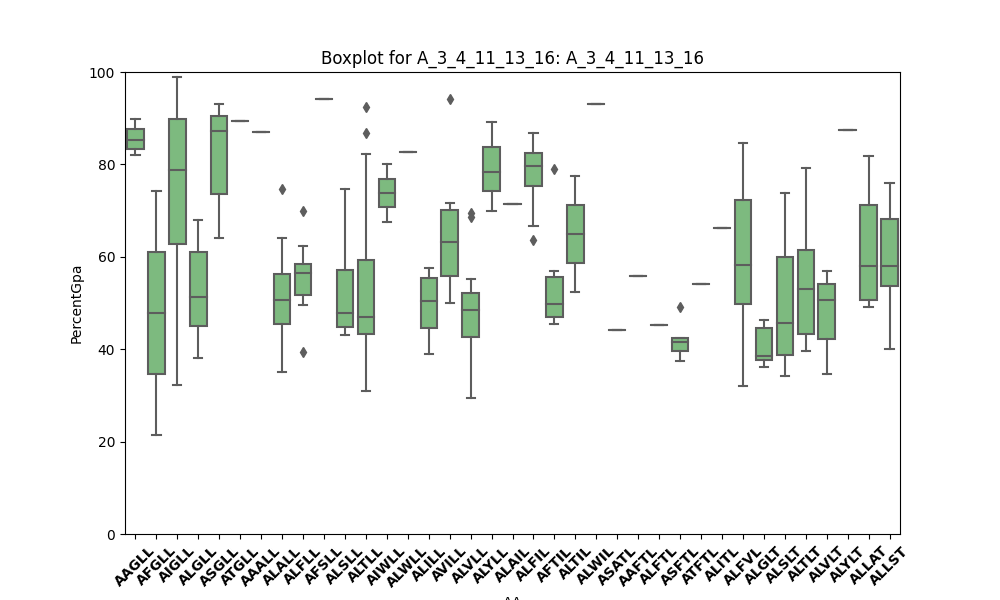 Boxplot for A_3_4_11_13_16: A_3_4_11_13_16
PercentGpa
100
80
60
40
20
0
AAGLL
AFGLL
AIGLL
ALGLL
ASGLL
ATGLL
AAALL
ALALL
ALFLL
AFSLL
ALSLL
ALTLL
AIWLL
ALWLL
ALILL
AVILL
ALVLL
ALYLL
ALAIL
ALFIL
AFTIL
ALTIL
ALWIL
ASATL
AAFTL
ALFTL
ASFTL
ATFTL
ALITL
ALFVL
ALGLT
ALSLT
ALTLT
ALVLT
ALYLT
ALLAT
ALLST